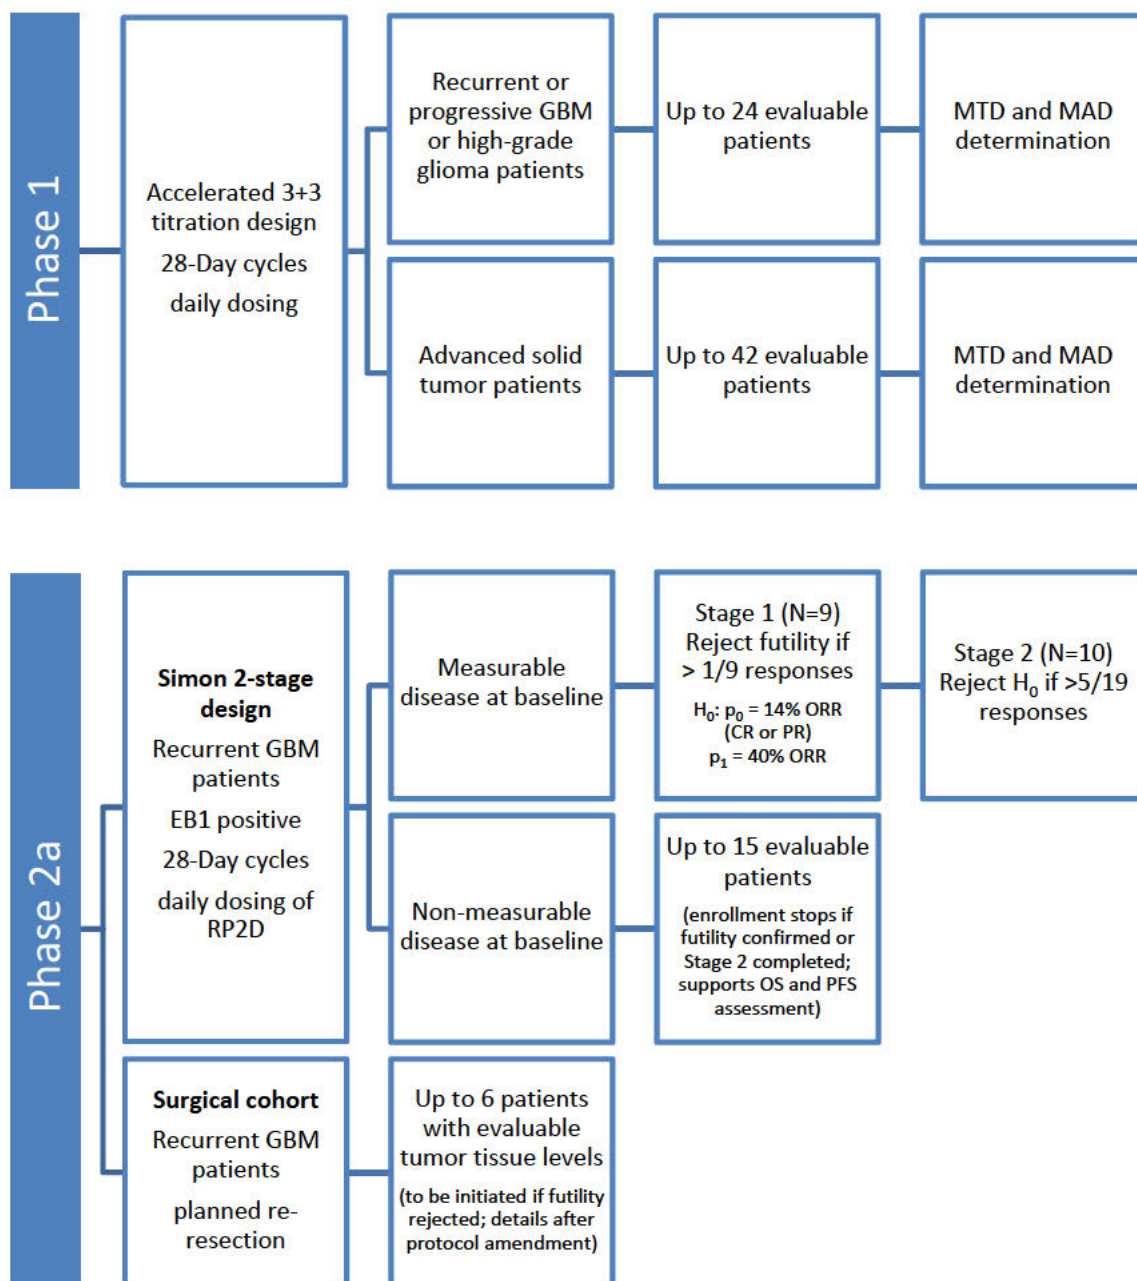 Phase 1
Accelerated 3+3
titration design
28-Day cycles
daily dosing
Recurrent or
progressive GBM
or high-grade
glioma patients
Up to 24 evaluable
patients
MTD and MAD
determination
Advanced solid
tumor patients
Up to 42 evaluable
patients
MTD and MAD
determination
Phase 2a
Simon 2-stage
design
Recurrent GBM
patients
EB1 positive
28-Day cycles
daily dosing of
RP2D
Measurable
disease at baseline
Stage 1 (N=9)
Reject futility if
> 1/9 responses
H₀: p₀ = 14% ORR
(CR or PR)
p₁ = 40% ORR
Stage 2 (N=10)
Reject H₀ if >5/19
responses
Non-measurable
disease at baseline
Up to 15 evaluable
patients
(enrollment stops if
futility confirmed or
Stage 2 completed;
supports OS and PFS
assessment)
Surgical cohort
Recurrent GBM
patients
planned re-
resection
Up to 6 patients
with evaluable
tumor tissue levels
(to be initiated if futility
rejected; details after
protocol amendment)